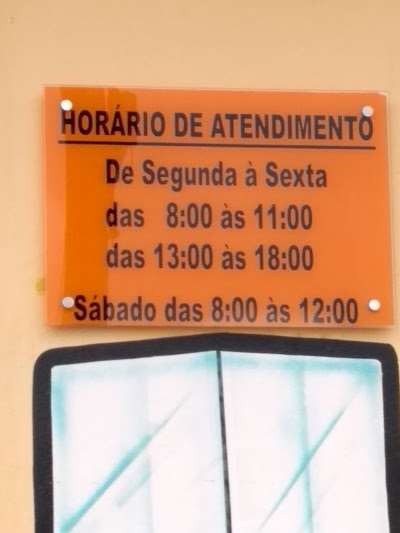 HORÁRIO DE ATENDIMENTO
De Segunda à Sexta
das 8:00 às 11:00
das 13:00 às 18:00
Sábado das 8:00 às 12:00